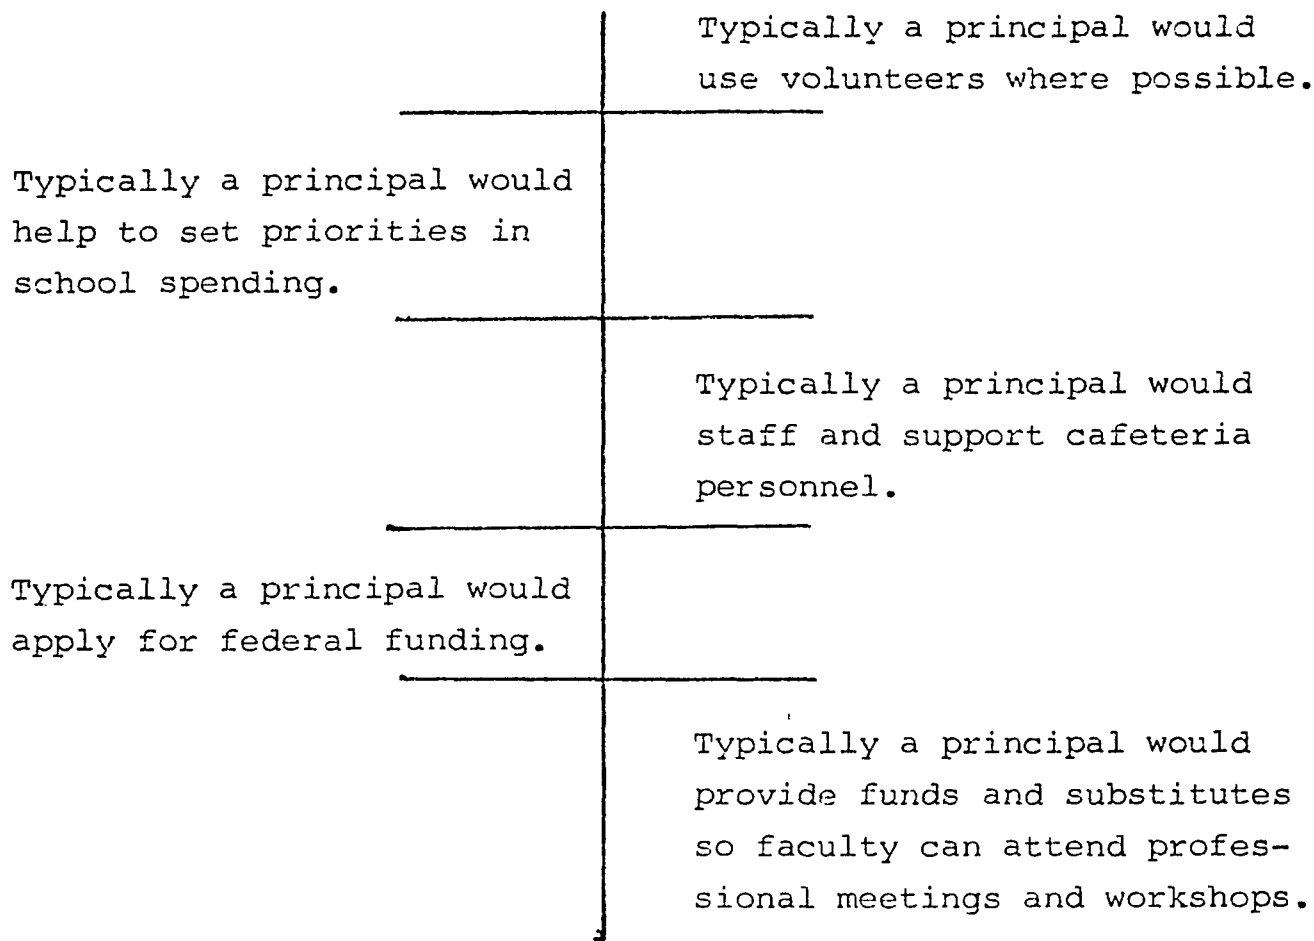 Typically a principal would
use volunteers where possible.
Typically a principal would
help to set priorities in
school spending.
Typically a principal would
staff and support cafeteria
personnel.
Typically a principal would
apply for federal funding.
Typically a principal would
provide funds and substitutes
so faculty can attend profes-
sional meetings and workshops.